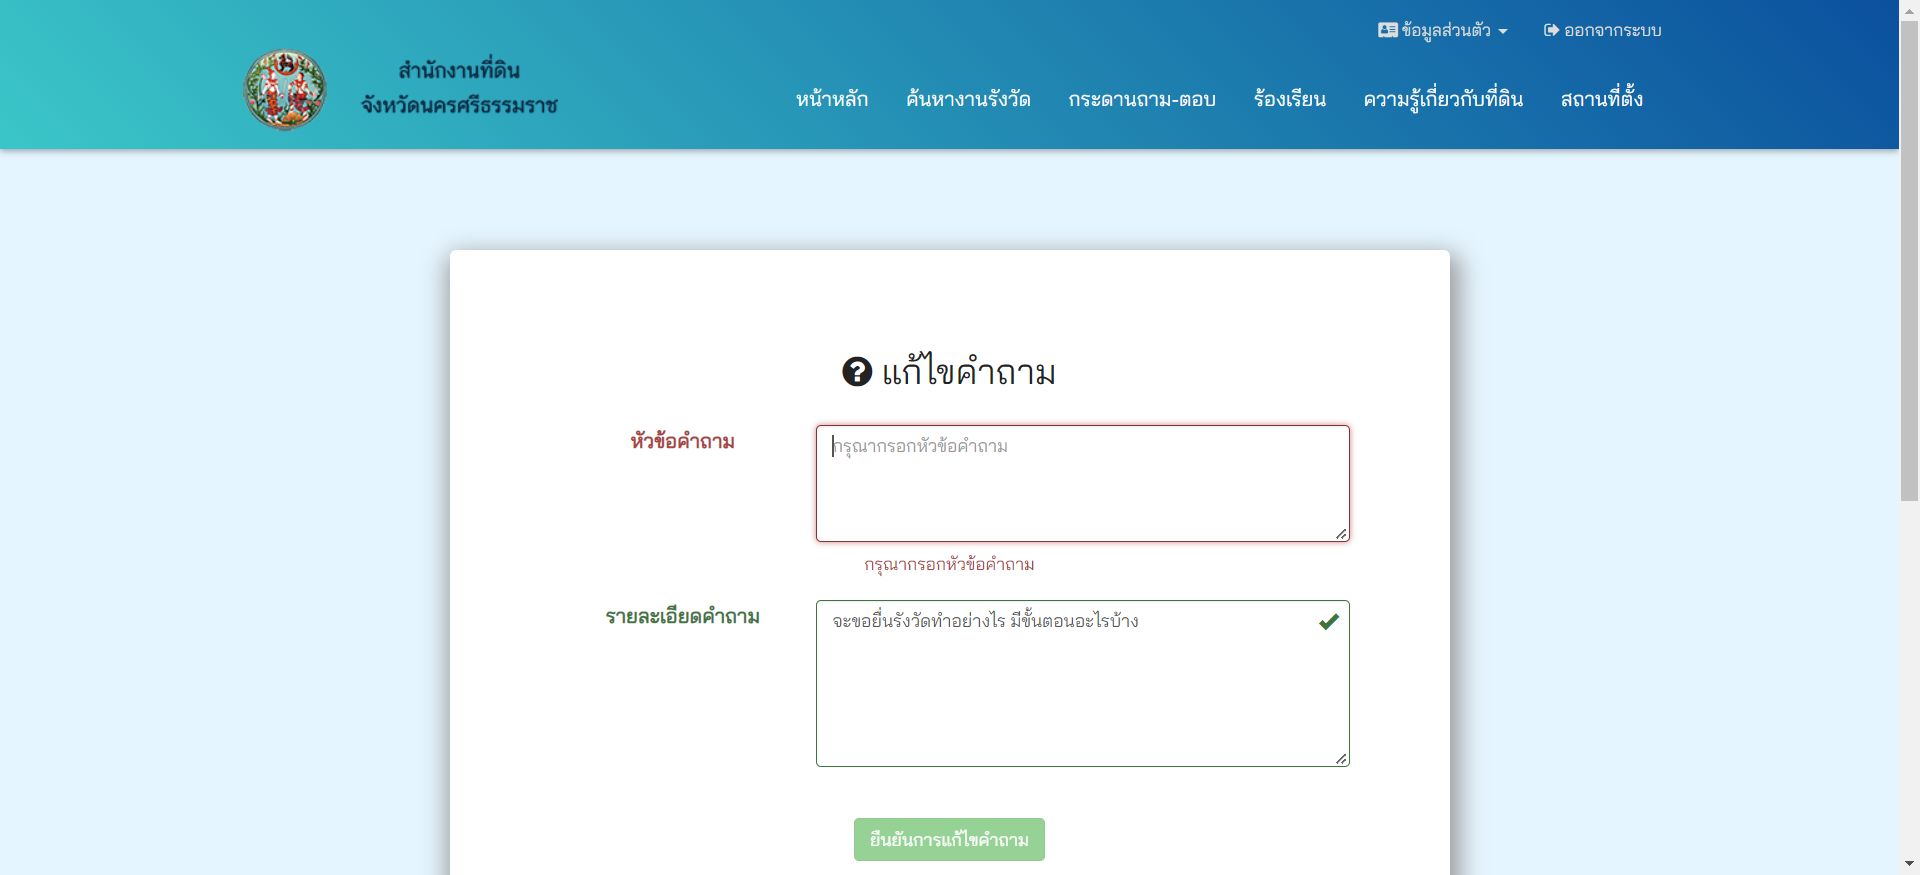 ข้อมูลส่วนตัว
ออกจากระบบ
สำนักงานที่ดิน
จังหวัดนครศรีธรรมราช
หน้าหลัก
ค้นหางานรังวัด
กระดานถาม-ตอบ
ร้องเรียน
ความรู้เกี่ยวกับที่ดิน
สถานที่ตั้ง
แก้ไขคำถาม
หัวข้อคำถาม
กรุณากรอกหัวข้อคำถาม
กรุณากรอกหัวข้อคำถาม
รายละเอียดคำถาม
จะขอยื่นรังวัดทำอย่างไร มีขั้นตอนอะไรบ้าง
ยืนยันการแก้ไขคำถาม